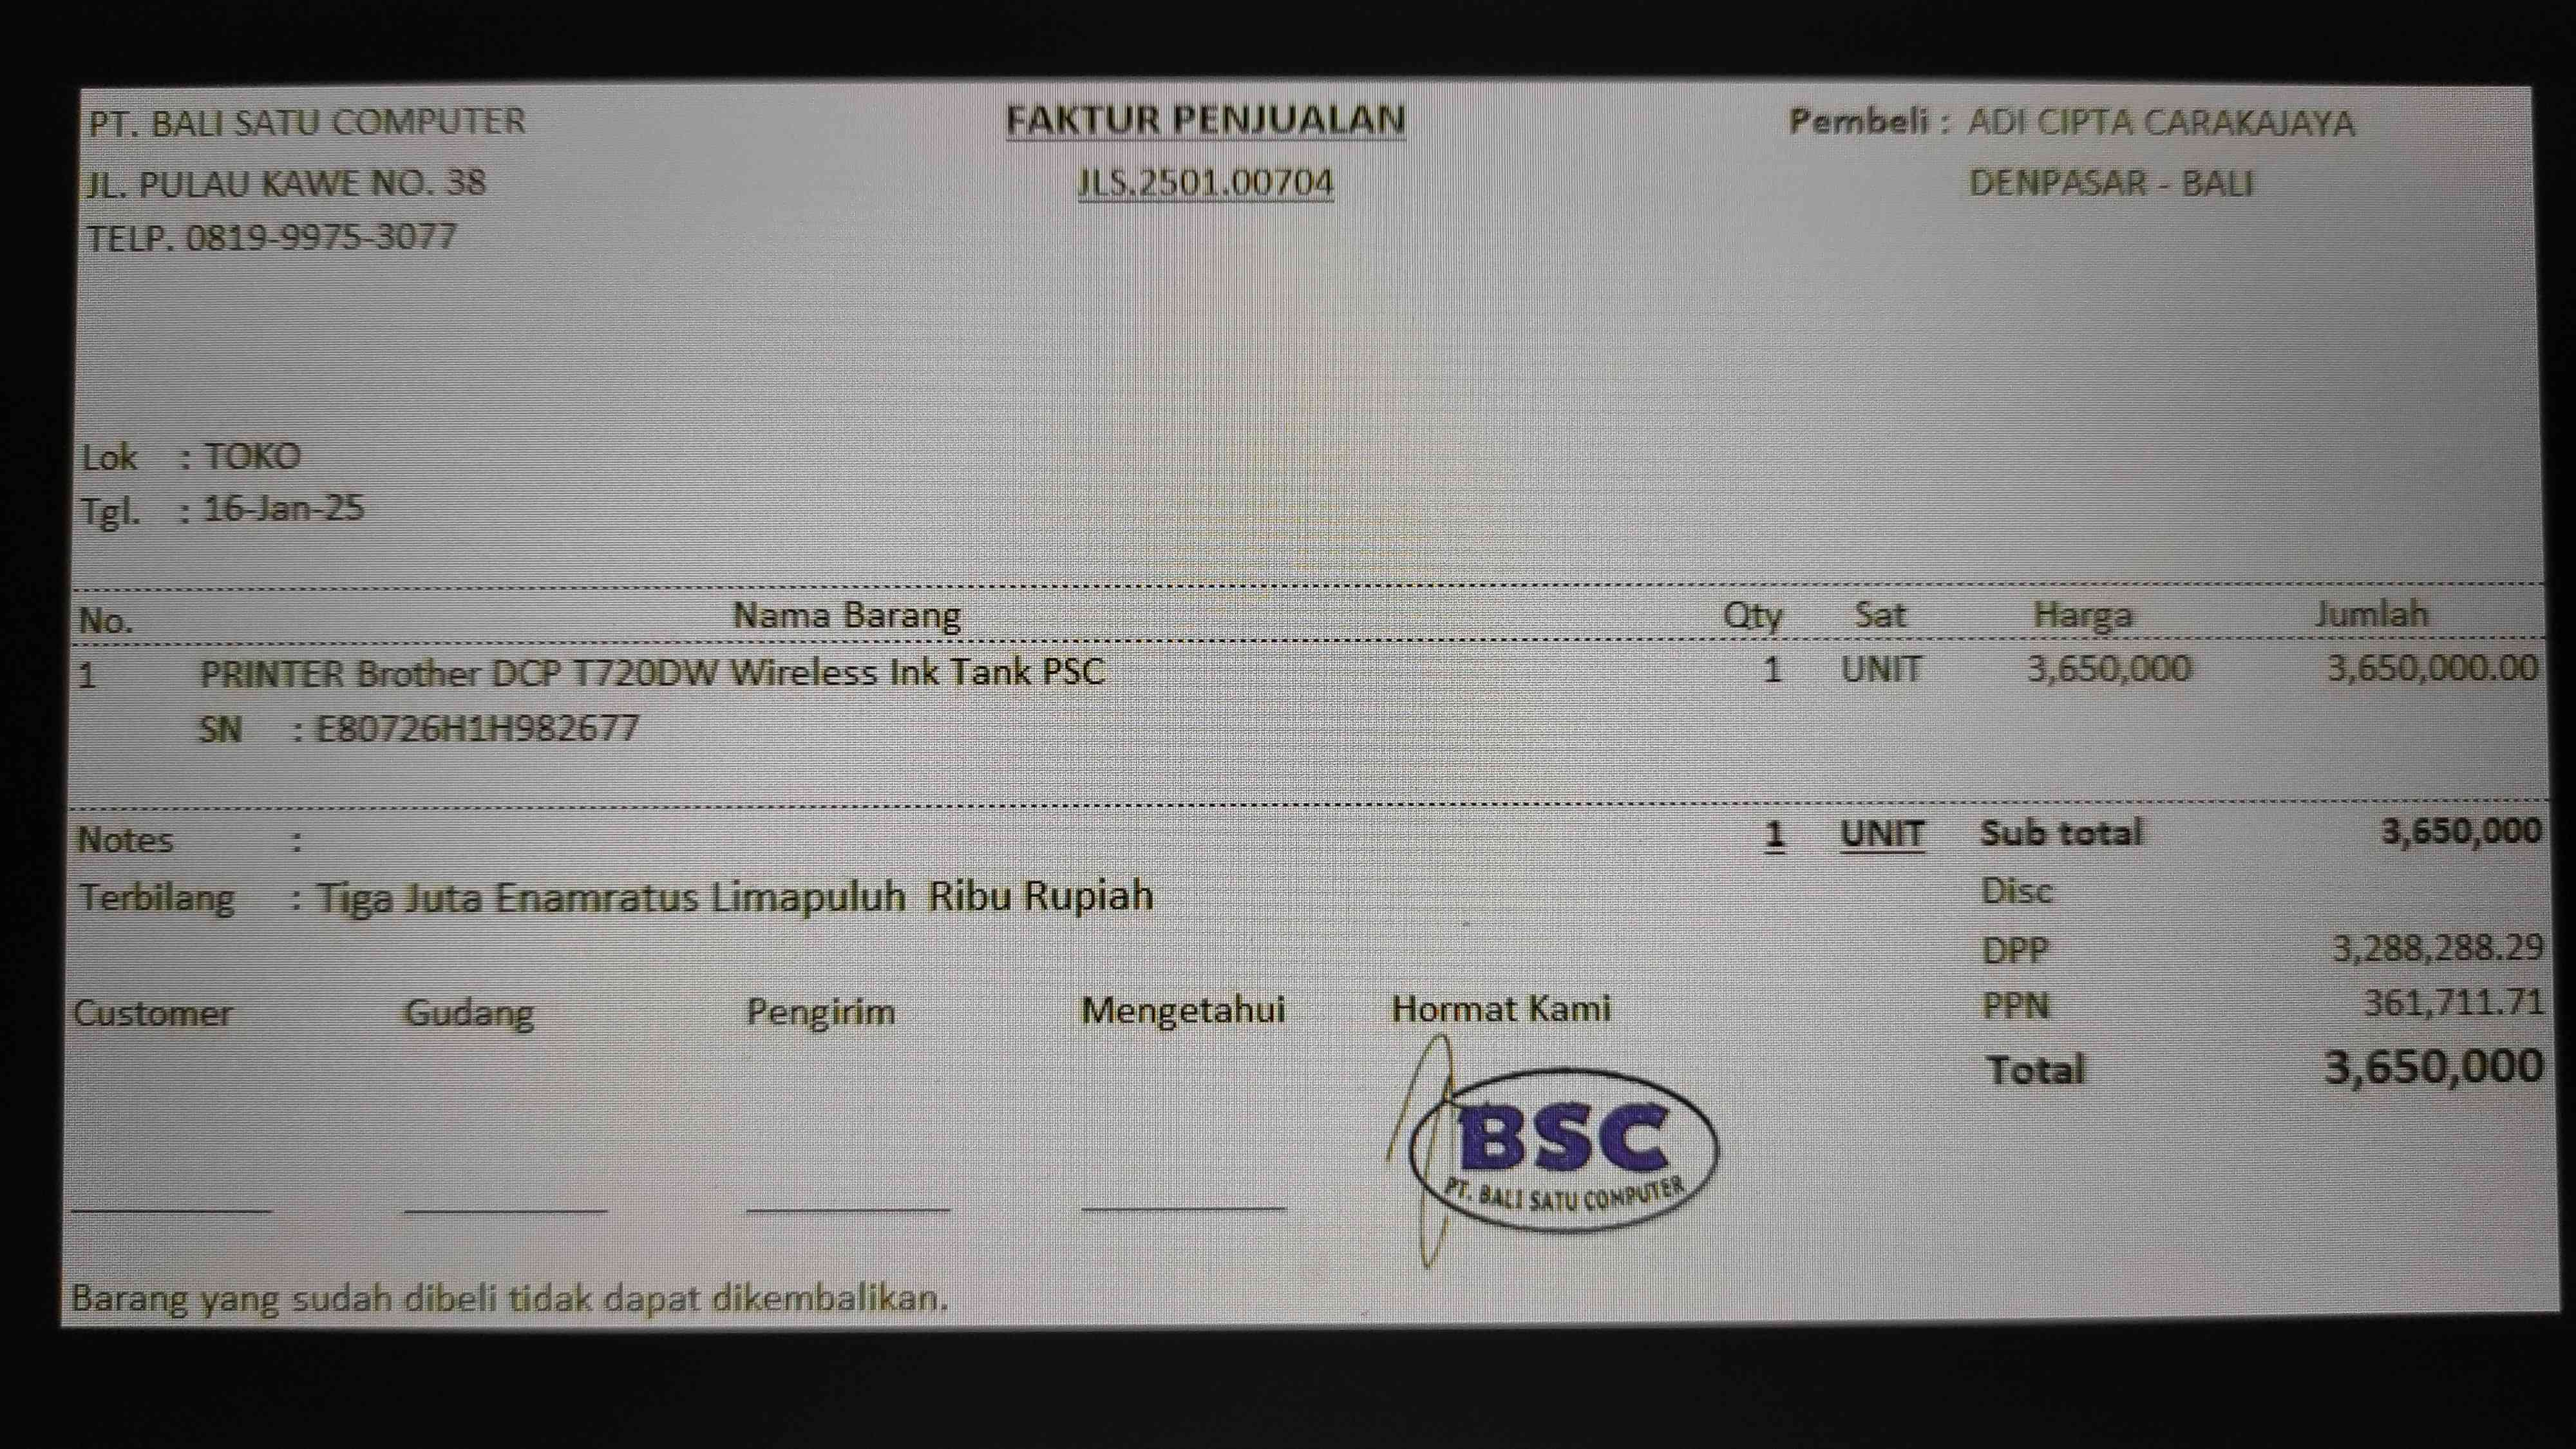 PT. BALI SATU COMPUTER
JL. PULAU KAWE NO. 38
TELP. 0819-9975-3077
FAKTUR PENJUALAN
JLS.2501.00704
Pembeli : ADI CIPTA CARAKAJAYA
DENPASAR - BALI
Lok : TOKO
Tgl. : 16-Jan-25
No. Nama Barang Qty Sat Harga Jumlah
1 PRINTER Brother DCP T720DW Wireless Ink Tank PSC 1 UNIT 3,650,000 3,650,000.00
SN : E80726H1H982677
Notes : 1 UNIT Sub total 3,650,000
Terbilang : Tiga Juta Enamratus Limapuluh Ribu Rupiah
Disc
DPP 3,288,288.29
PPN 361,711.71
Total 3,650,000
Customer Gudang Pengirim Mengetahui Hormat Kami
BSC
PT. BALI SATU COMPUTER
Barang yang sudah dibeli tidak dapat dikembalikan.